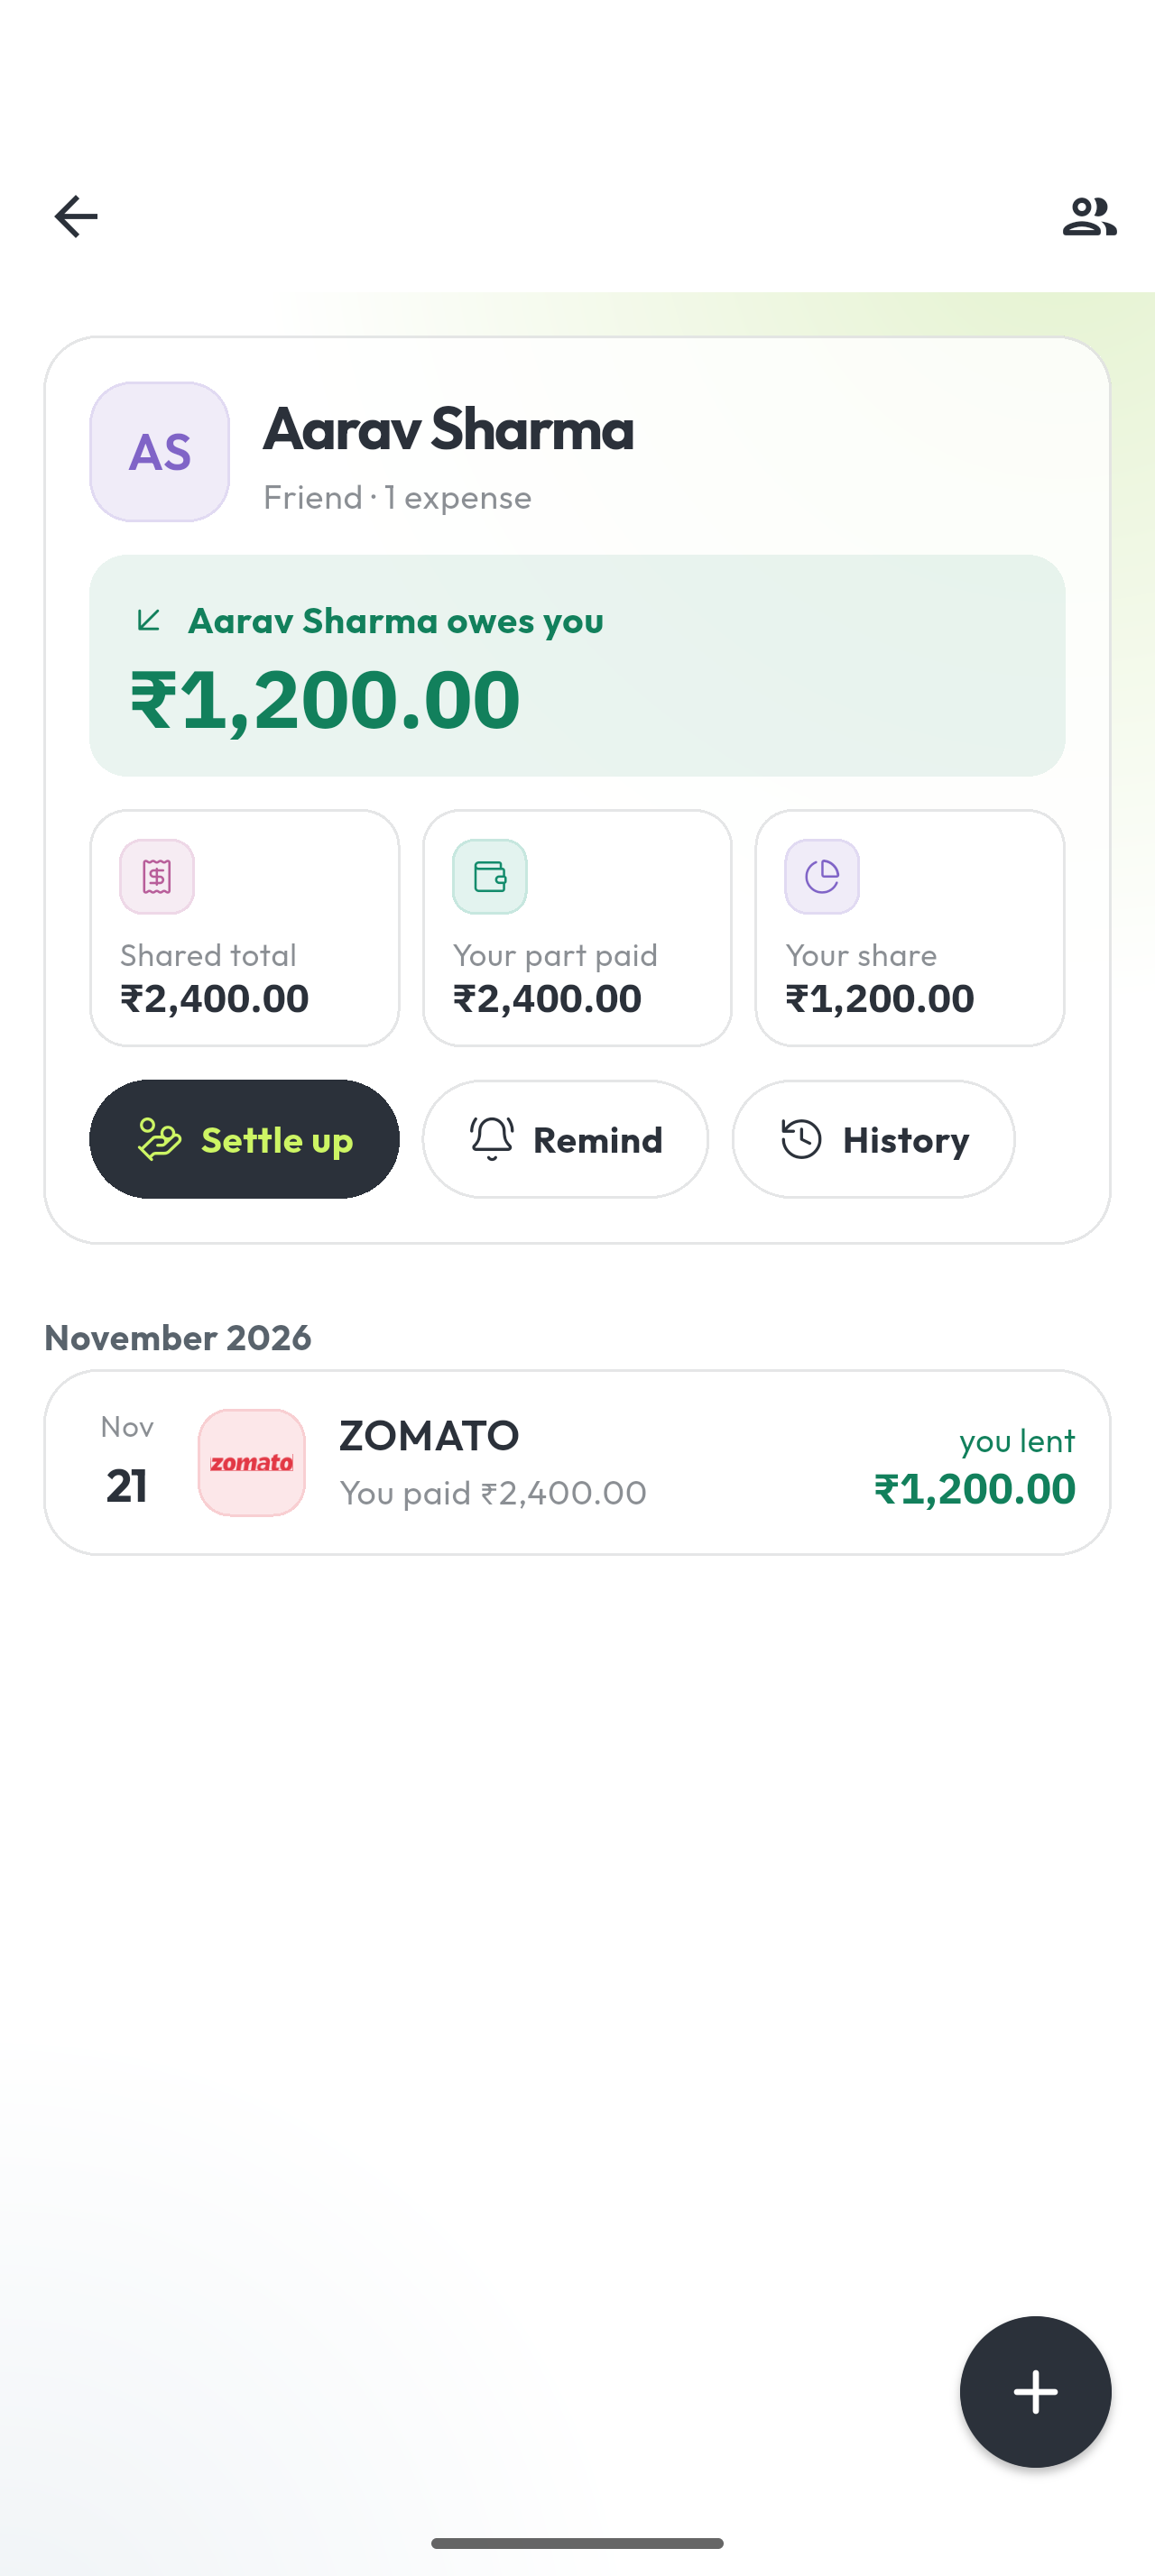 AS
Aarav Sharma
Friend · 1 expense
Aarav Sharma owes you
₹1,200.00
Shared total
₹2,400.00
Your part paid
₹2,400.00
Your share
₹1,200.00
Settle up
Remind
History
November 2026
Nov
21
zomato
ZOMATO
You paid ₹2,400.00
you lent
₹1,200.00